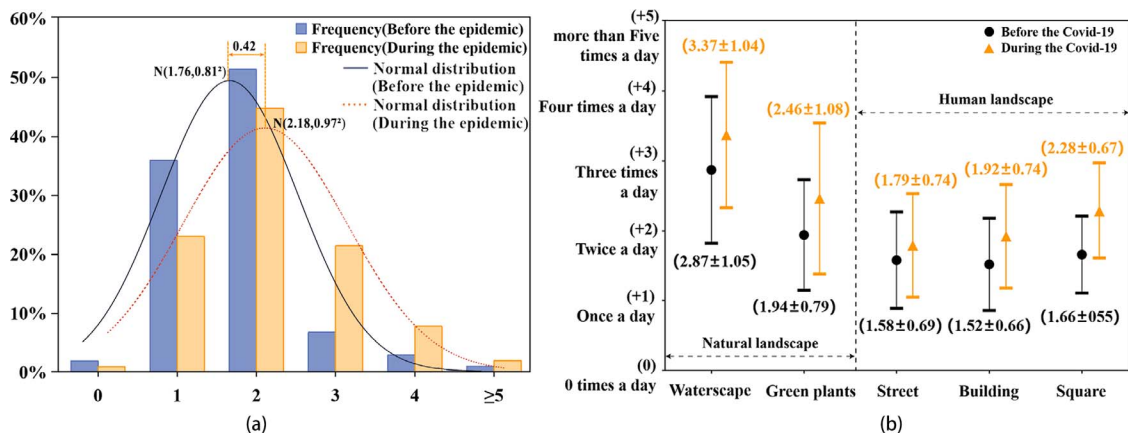 60%
50%
40%
30%
20%
10%
0%
0.42
N(1.76,0.81²)
N(2.18,0.97²)
Frequency(Before the epidemic)
Frequency(During the epidemic)
Normal distribution
(Before the epidemic)
Normal distribution
(During the epidemic)
0 1 2 3 4 ≥5
(a)
(+5)
more than Five
times a day
(+4)
Four times a day
(+3)
Three times
a day
(+2)
Twice a day
(+1)
Once a day
(0)
0 times a day
Before the Covid-19
During the Covid-19
(3.37±1.04)
(2.46±1.08)
Human landscape
(1.79±0.74)
(1.92±0.74)
(2.28±0.67)
(2.87±1.05)
(1.94±0.79)
(1.58±0.69)
(1.52±0.66)
(1.66±055)
Natural landscape
Waterscape Green plants Street Building Square
(b)